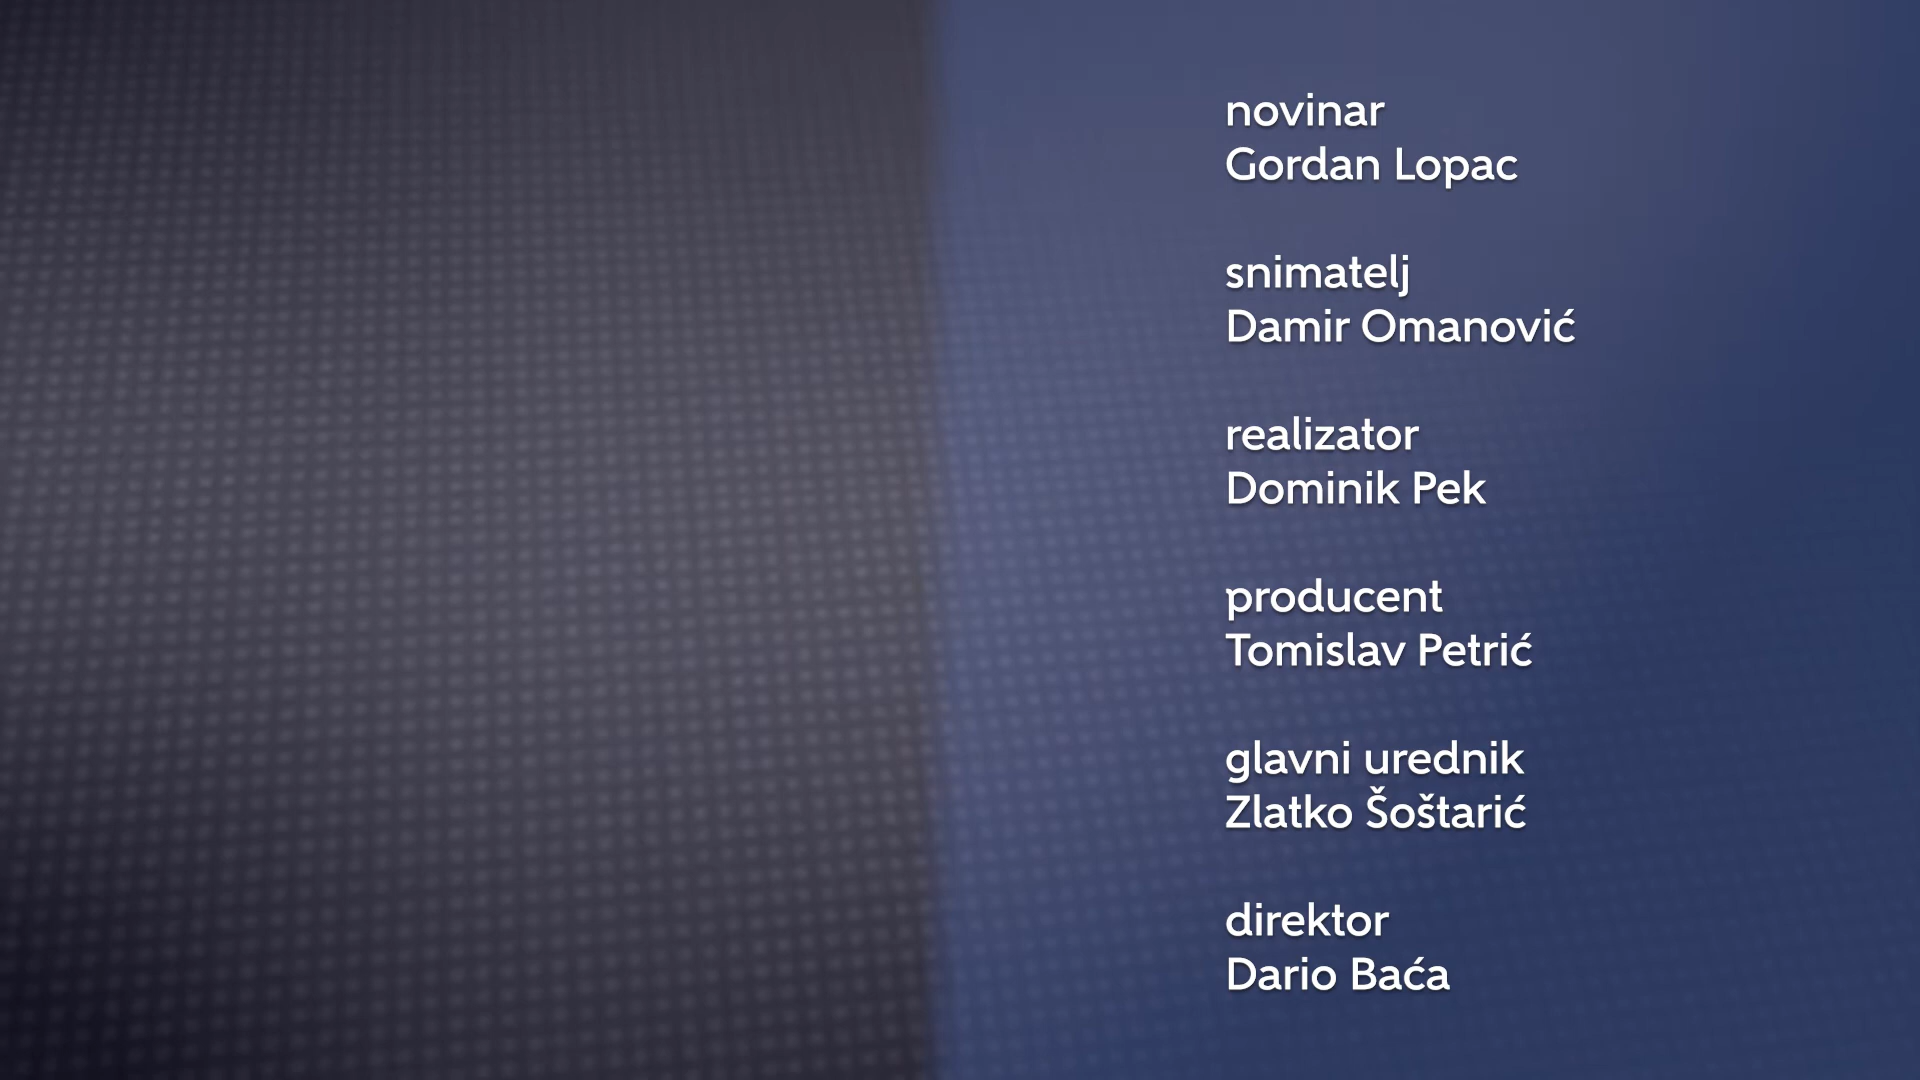 novinar
Gordan Lopac
snimatelj
Damir Omanović
realizator
Dominik Pek
producent
Tomislav Petrić
glavni urednik
Zlatko Šoštarić
direktor
Dario Baća